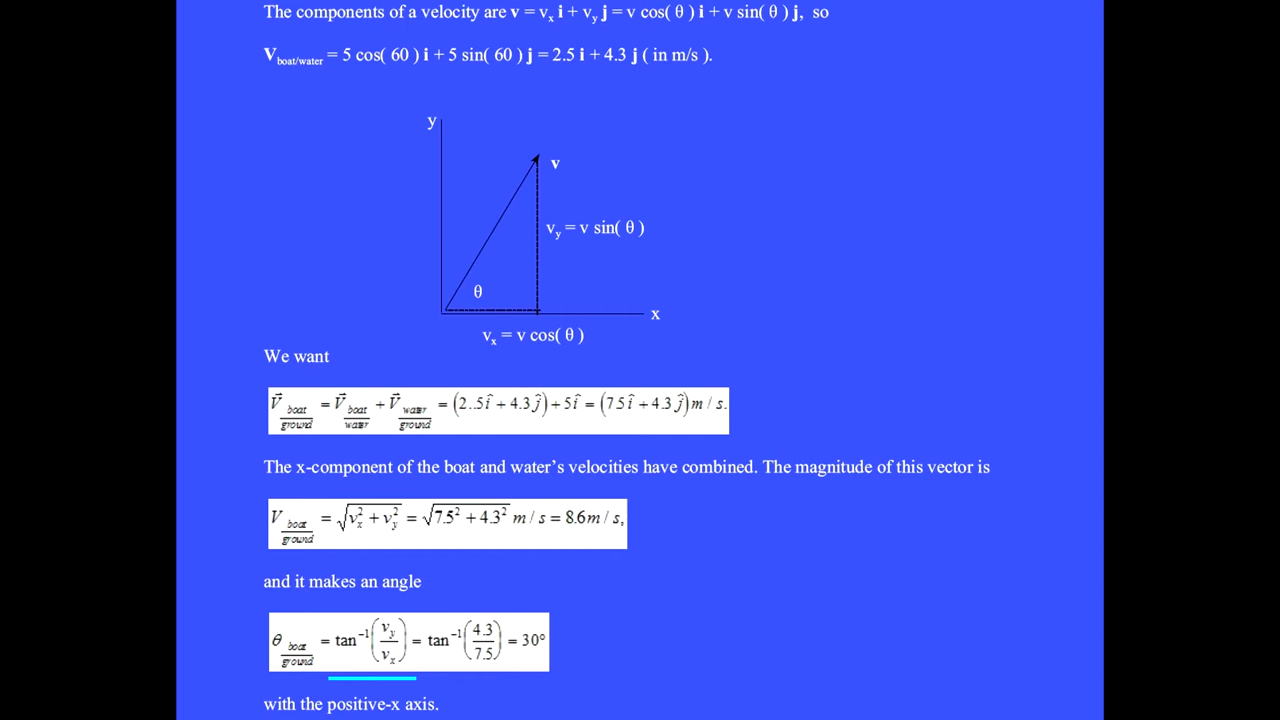 The components of a velocity are v = vx i + vy j = v cos( θ ) i + v sin( θ ) j,  so
Vboat/water = 5 cos( 60 ) i + 5 sin( 60 ) j = 2.5 i + 4.3 j ( in m/s ).
y
v
vy = v sin( θ )
θ
x
vx = v cos( θ )
We want
V⃗ boat/ground = V⃗ boat/water + V⃗ water/ground = (2..5î + 4.3ĵ) + 5î = (7.5î + 4.3ĵ) m / s.
The x-component of the boat and water’s velocities have combined. The magnitude of this vector is
V boat/ground = √(vx² + vy²) = √(7.5² + 4.3²) m / s = 8.6 m / s,
and it makes an angle
θ boat/ground = tan⁻¹(vy/vx) = tan⁻¹(4.3/7.5) = 30°
with the positive-x axis.